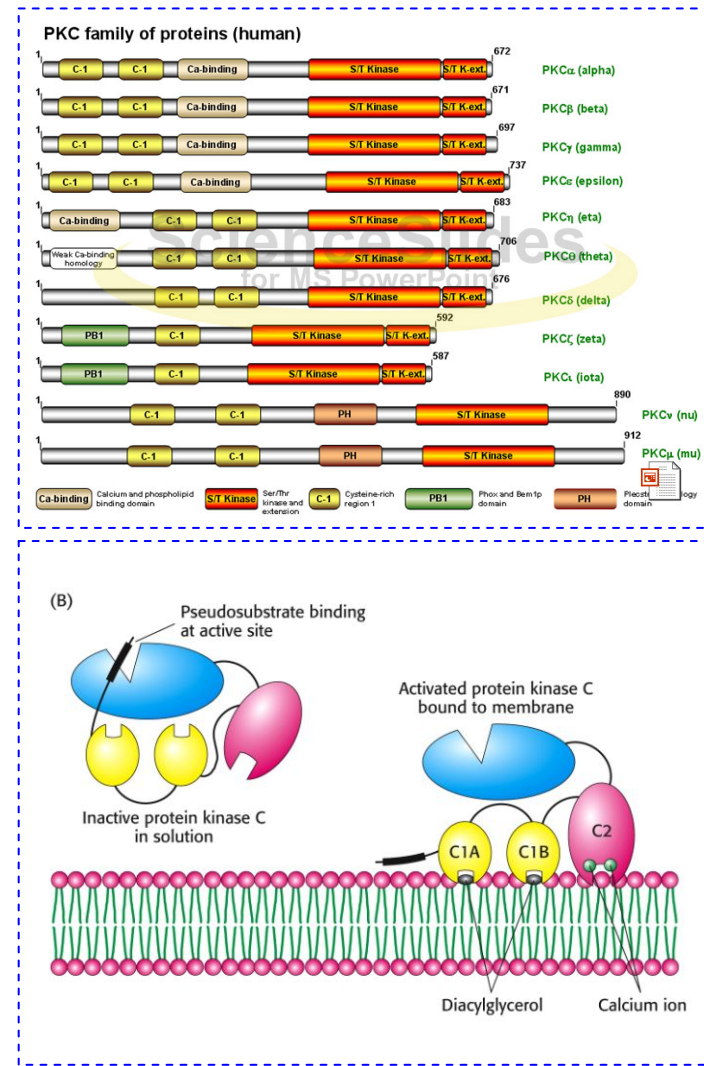 PKC family of proteins (human)
1 C-1 C-1 Ca-binding S/T Kinase S/T K-ext. 672 PKCα (alpha)
1 C-1 C-1 Ca-binding S/T Kinase S/T K-ext. 671 PKCβ (beta)
1 C-1 C-1 Ca-binding S/T Kinase S/T K-ext. 697 PKCγ (gamma)
1 C-1 C-1 Ca-binding S/T Kinase S/T K-ext. 737 PKCε (epsilon)
1 Ca-binding C-1 C-1 S/T Kinase S/T K-ext. 683 PKCη (eta)
ScienceSlides
1 Weak Ca-binding homology C-1 C-1 S/T Kinase S/T K-ext. 706 PKCθ (theta)
for MS PowerPoint
1 C-1 C-1 S/T Kinase S/T K-ext. 676 PKCδ (delta)
1 PB1 C-1 S/T Kinase S/T K-ext. 592 PKCζ (zeta)
1 PB1 C-1 S/T Kinase S/T K-ext. 587 PKCι (iota)
1 C-1 C-1 PH S/T Kinase 890 PKCν (nu)
1 C-1 C-1 PH S/T Kinase 912 PKCμ (mu)
Ca-binding Calcium and phospholipid binding domain
S/T Kinase Ser/Thr kinase and extension
C-1 Cysteine-rich region 1
PB1 Phox and Bem1p domain
PH domain
(B)
Pseudosubstrate binding
at active site
Inactive protein kinase C
in solution
Activated protein kinase C
bound to membrane
C1A C1B C2
Diacylglycerol Calcium ion